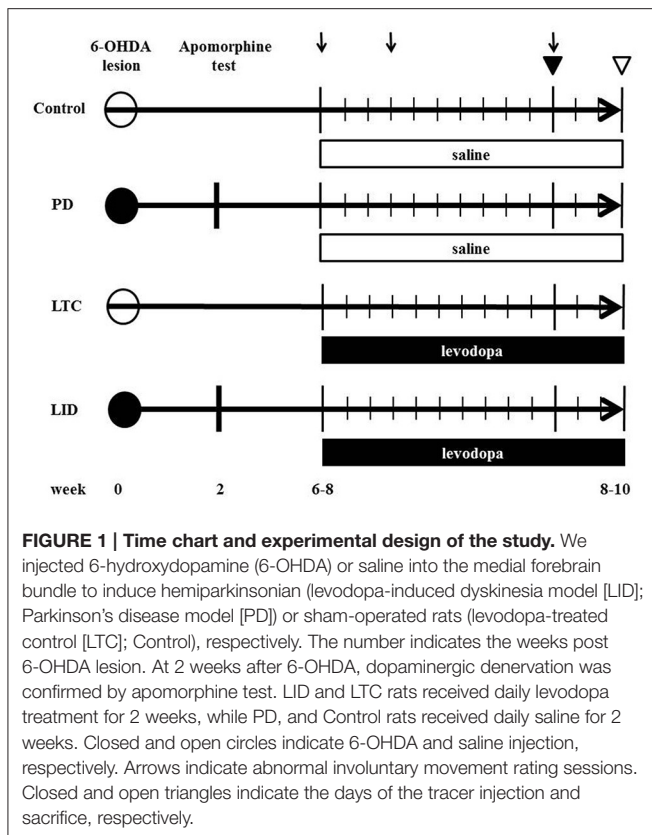 6-OHDA Apomorphine
lesion test
Control
saline
PD
saline
LTC
levodopa
LID
levodopa
week 0 2 6-8 8-10
FIGURE 1 | Time chart and experimental design of the study. We
injected 6-hydroxydopamine (6-OHDA) or saline into the medial forebrain
bundle to induce hemiparkinsonian (levodopa-induced dyskinesia model [LID];
Parkinson's disease model [PD]) or sham-operated rats (levodopa-treated
control [LTC]; Control), respectively. The number indicates the weeks post
6-OHDA lesion. At 2 weeks after 6-OHDA, dopaminergic denervation was
confirmed by apomorphine test. LID and LTC rats received daily levodopa
treatment for 2 weeks, while PD, and Control rats received daily saline for 2
weeks. Closed and open circles indicate 6-OHDA and saline injection,
respectively. Arrows indicate abnormal involuntary movement rating sessions.
Closed and open triangles indicate the days of the tracer injection and
sacrifice, respectively.